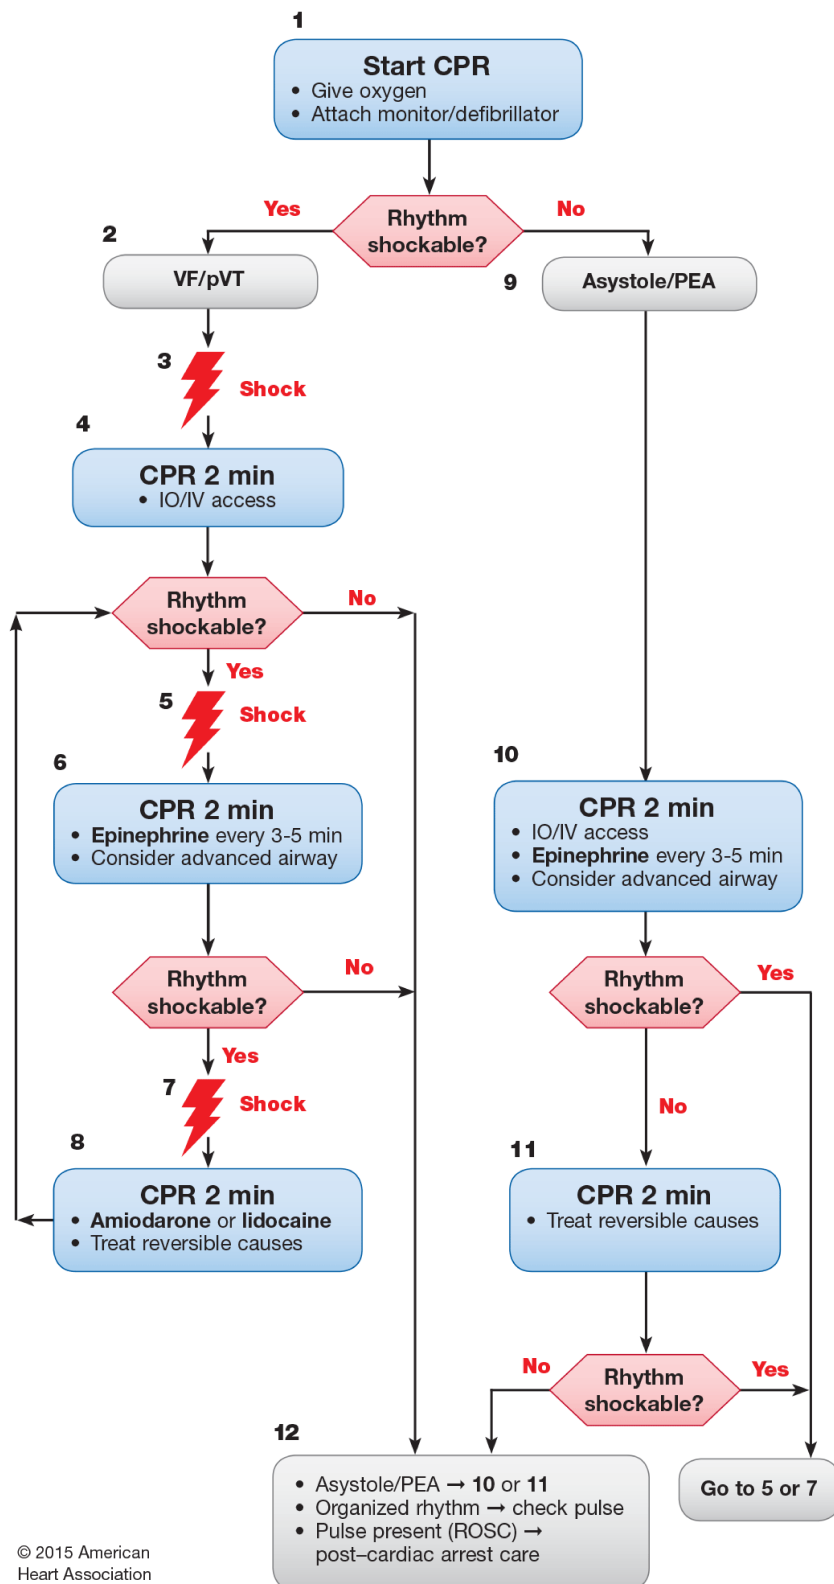 1
Start CPR
• Give oxygen
• Attach monitor/defibrillator
Yes
Rhythm
shockable?
No
2
VF/pVT
9
Asystole/PEA
3
Shock
4
CPR 2 min
• IO/IV access
Rhythm
shockable?
No
Yes
5
Shock
6
CPR 2 min
• Epinephrine every 3-5 min
• Consider advanced airway
10
CPR 2 min
• IO/IV access
• Epinephrine every 3-5 min
• Consider advanced airway
Rhythm
shockable?
No
Yes
7
Shock
Rhythm
shockable?
Yes
No
8
CPR 2 min
• Amiodarone or lidocaine
• Treat reversible causes
11
CPR 2 min
• Treat reversible causes
No
Rhythm
shockable?
Yes
12
• Asystole/PEA → 10 or 11
• Organized rhythm → check pulse
• Pulse present (ROSC) →
post–cardiac arrest care
Go to 5 or 7
© 2015 American
Heart Association